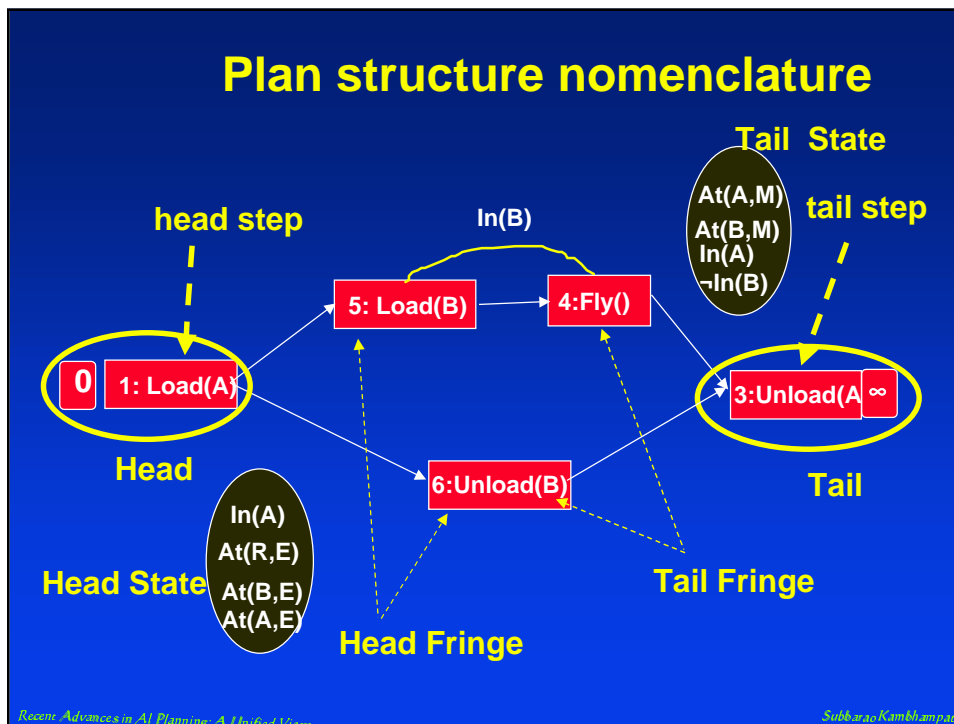 Plan structure nomenclature
Tail State
At(A,M)
At(B,M)
In(A)
¬In(B)
tail step
head step
In(B)
5: Load(B)
4:Fly()
0
1: Load(A)
3:Unload(A
∞
Head
6:Unload(B)
Tail
In(A)
At(R,E)
At(B,E)
At(A,E)
Head State
Tail Fringe
Head Fringe
Recent Advances in AI Planning: A Unified View
Subbarao Kambhampat